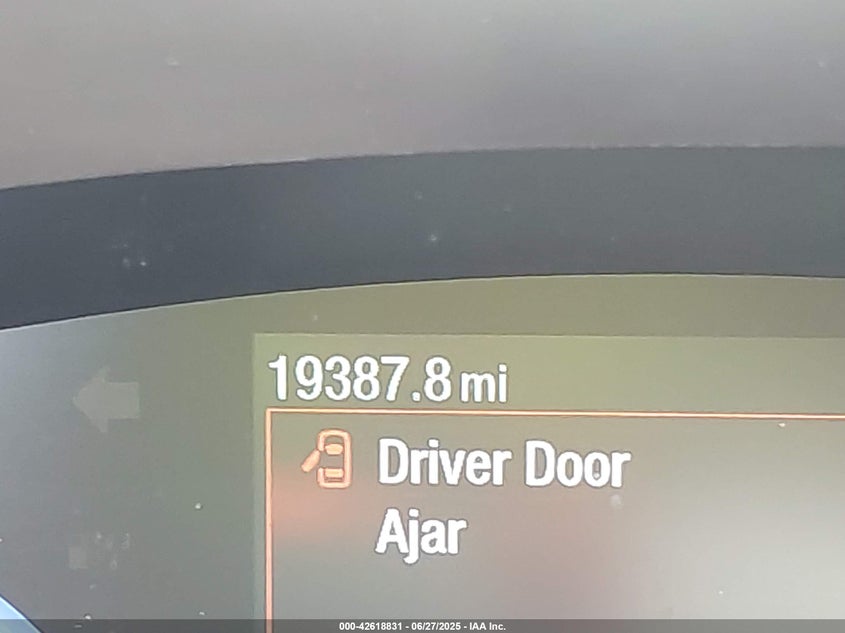 19387.8 mi
Driver Door
Ajar
000-42618831 - 06/27/2025 - IAA Inc.